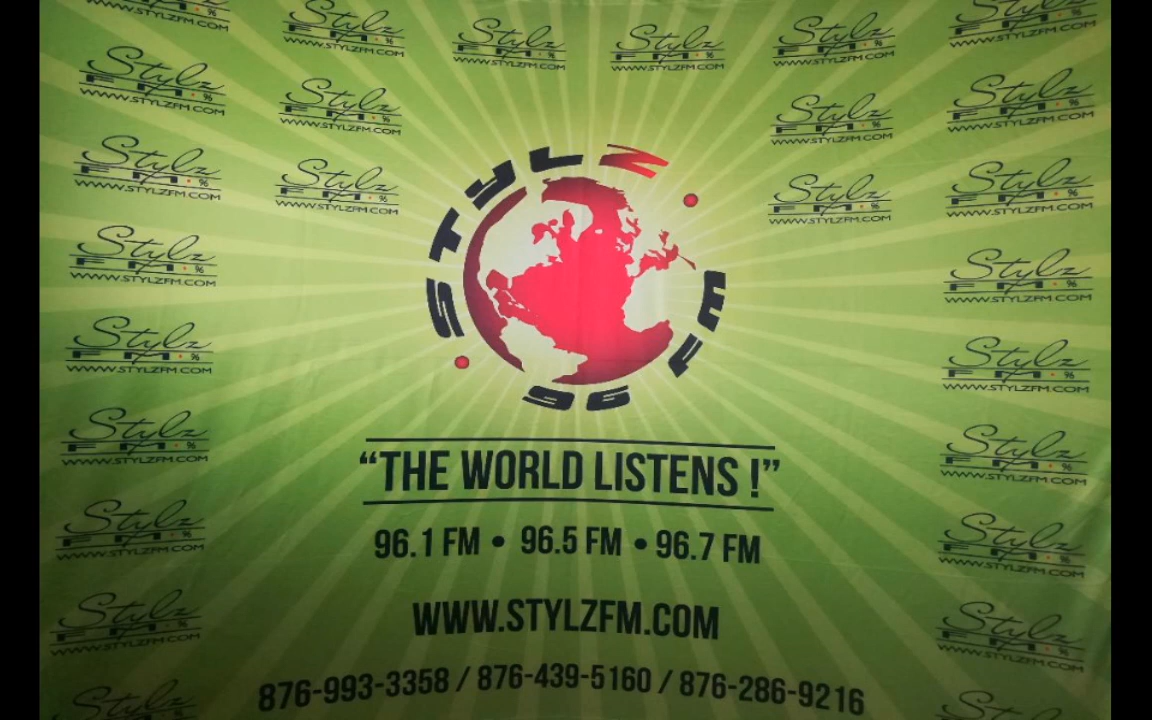 STYLZ
FM
96
Stylz
FM 96
WWW.STYLZFM.COM
“THE WORLD LISTENS !”
96.1 FM • 96.5 FM • 96.7 FM
WWW.STYLZFM.COM
876-993-3358 / 876-439-5160 / 876-286-9216